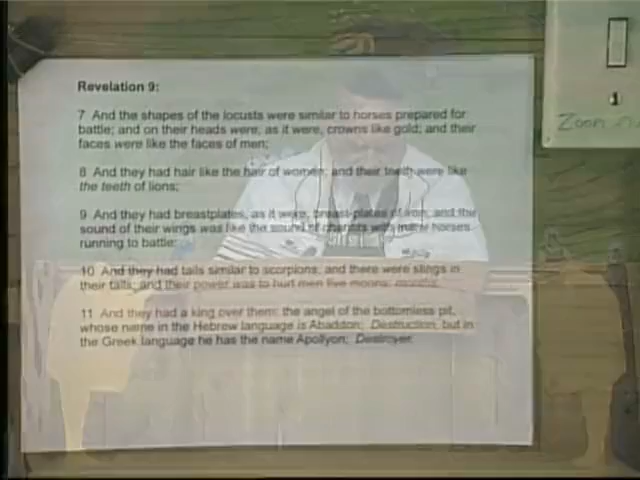 Revelation 9:
7 And the shapes of the locusts were similar to horses prepared for
battle; and on their heads were, as it were, crowns like gold; and their
faces were like the faces of men;
8 And they had hair like the hair of women; and their teeth were like
the teeth of lions;
9 And they had breastplates, as it were, breast-plates of iron; and the
sound of their wings was like the sound of chariots with many horses
running to battle;
10 And they had tails similar to scorpions, and there were stings in
their tails; and their power was to hurt men five moons; months
11 And they had a king over them: the angel of the bottomless pit,
whose name in the Hebrew language is Abaddon; Destruction, but in
the Greek language he has the name Apollyon; Destroyer.
Zoom